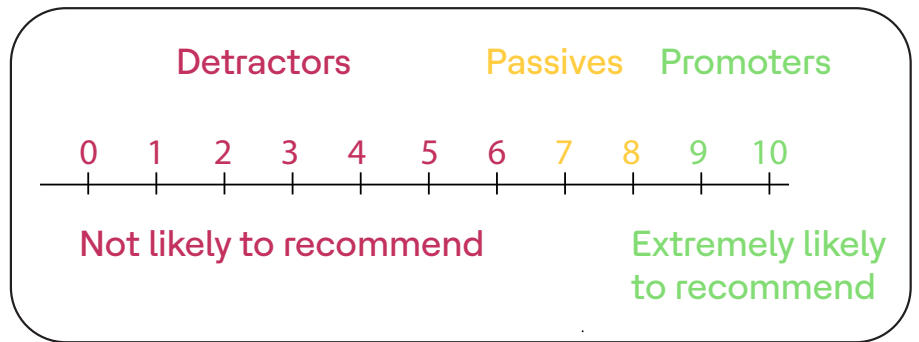 Detractors Passives Promoters
0 1 2 3 4 5 6 7 8 9 10
Not likely to recommend Extremely likely
to recommend